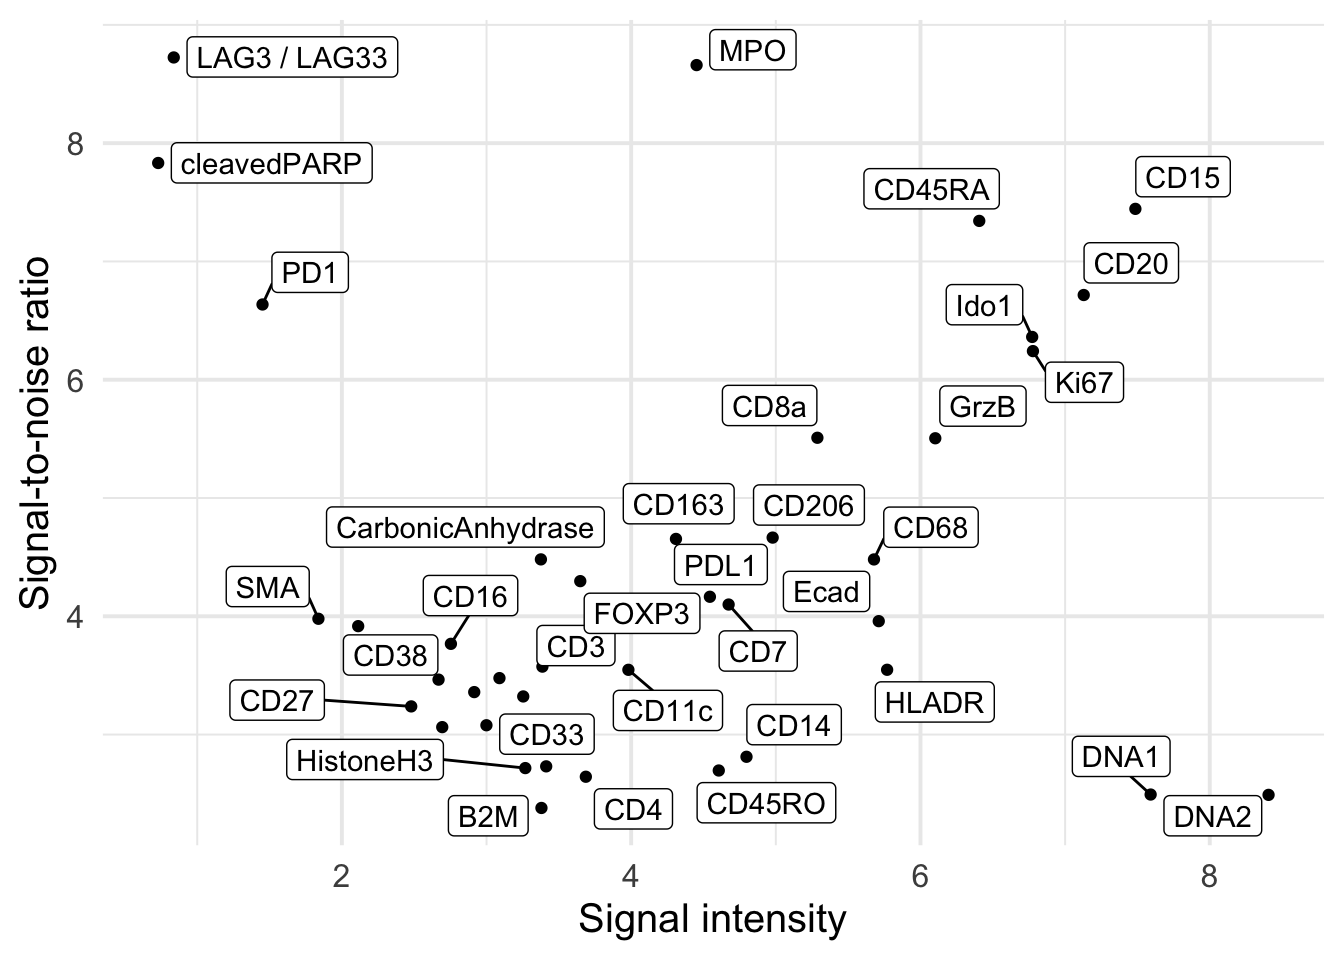 LAG3 / LAG33
MPO
8
cleavedPARP
CD15
CD45RA
CD20
PD1
Ido1
6
Ki67
CD8a
GrzB
CD163
CD206
CarbonicAnhydrase
CD68
PDL1
SMA
CD16
Ecad
4
FOXP3
CD3
CD38
CD7
CD27
CD11c
HLADR
CD14
CD33
HistoneH3
DNA1
CD4
CD45RO
B2M
DNA2
2
4
6
8
Signal intensity
Signal-to-noise ratio